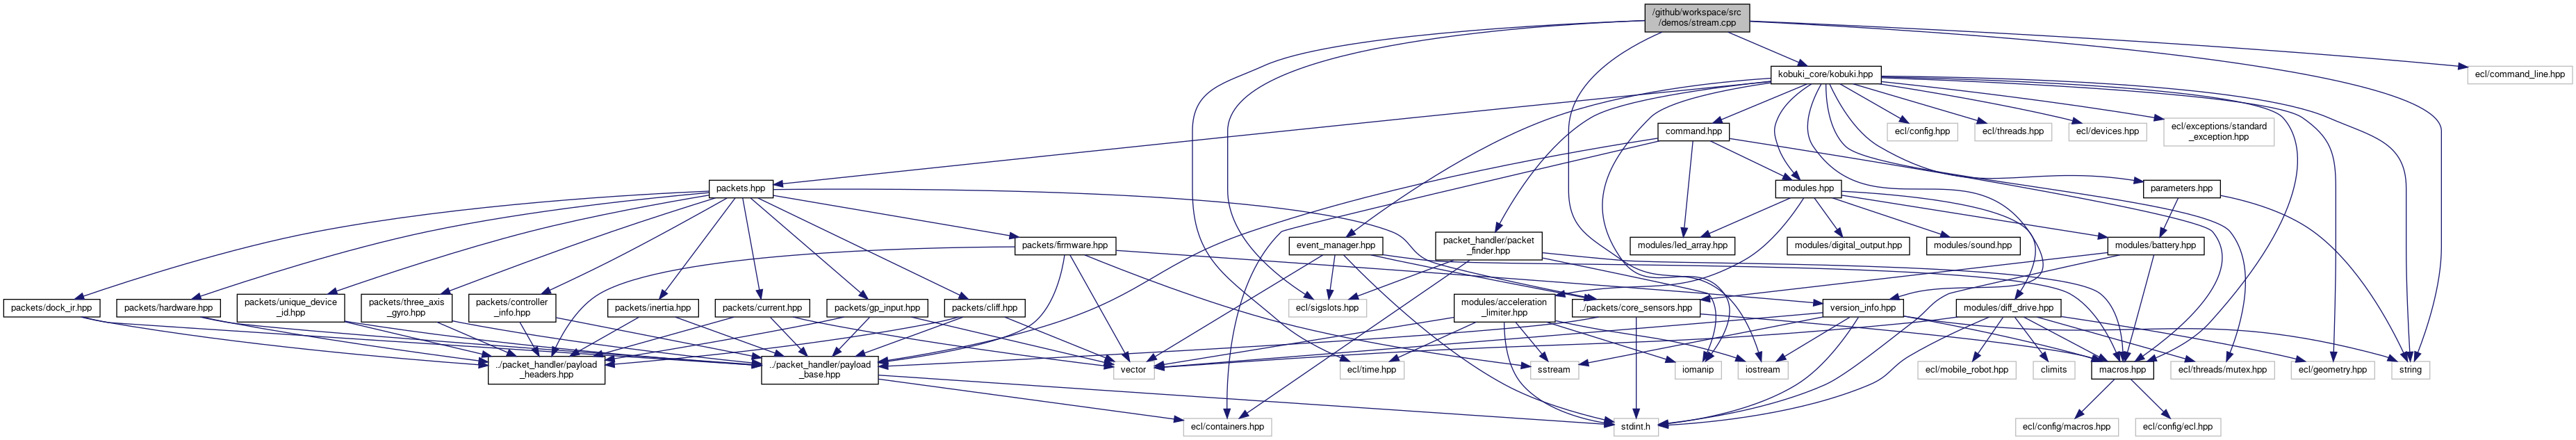 /github/workspace/src
/demos/stream.cpp
kobuki_core/kobuki.hpp
ecl/command_line.hpp
command.hpp
ecl/config.hpp
ecl/threads.hpp
ecl/devices.hpp
ecl/exceptions/standard
_exception.hpp
packets.hpp
modules.hpp
parameters.hpp
packets/firmware.hpp
event_manager.hpp
packet_handler/packet
_finder.hpp
modules/led_array.hpp
modules/digital_output.hpp
modules/sound.hpp
modules/battery.hpp
packets/dock_ir.hpp
packets/hardware.hpp
packets/unique_device
_id.hpp
packets/three_axis
_gyro.hpp
packets/controller
_info.hpp
packets/inertia.hpp
packets/current.hpp
packets/gp_input.hpp
packets/cliff.hpp
ecl/sigslots.hpp
modules/acceleration
_limiter.hpp
../packets/core_sensors.hpp
version_info.hpp
modules/diff_drive.hpp
../packet_handler/payload
_headers.hpp
../packet_handler/payload
_base.hpp
vector
ecl/time.hpp
sstream
iomanip
iostream
ecl/mobile_robot.hpp
climits
macros.hpp
ecl/threads/mutex.hpp
ecl/geometry.hpp
string
ecl/containers.hpp
stdint.h
ecl/config/macros.hpp
ecl/config/ecl.hpp